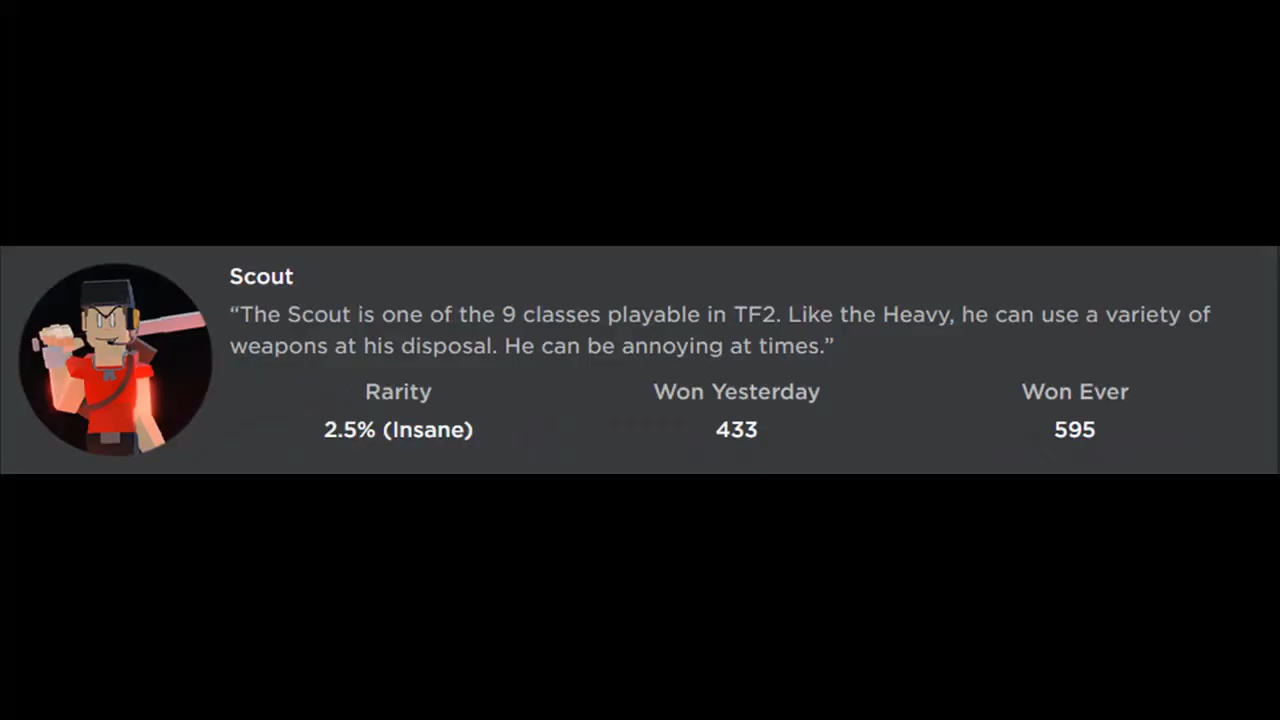 Scout
“The Scout is one of the 9 classes playable in TF2. Like the Heavy, he can use a variety of
weapons at his disposal. He can be annoying at times.”
Rarity Won Yesterday Won Ever
2.5% (Insane) 433 595